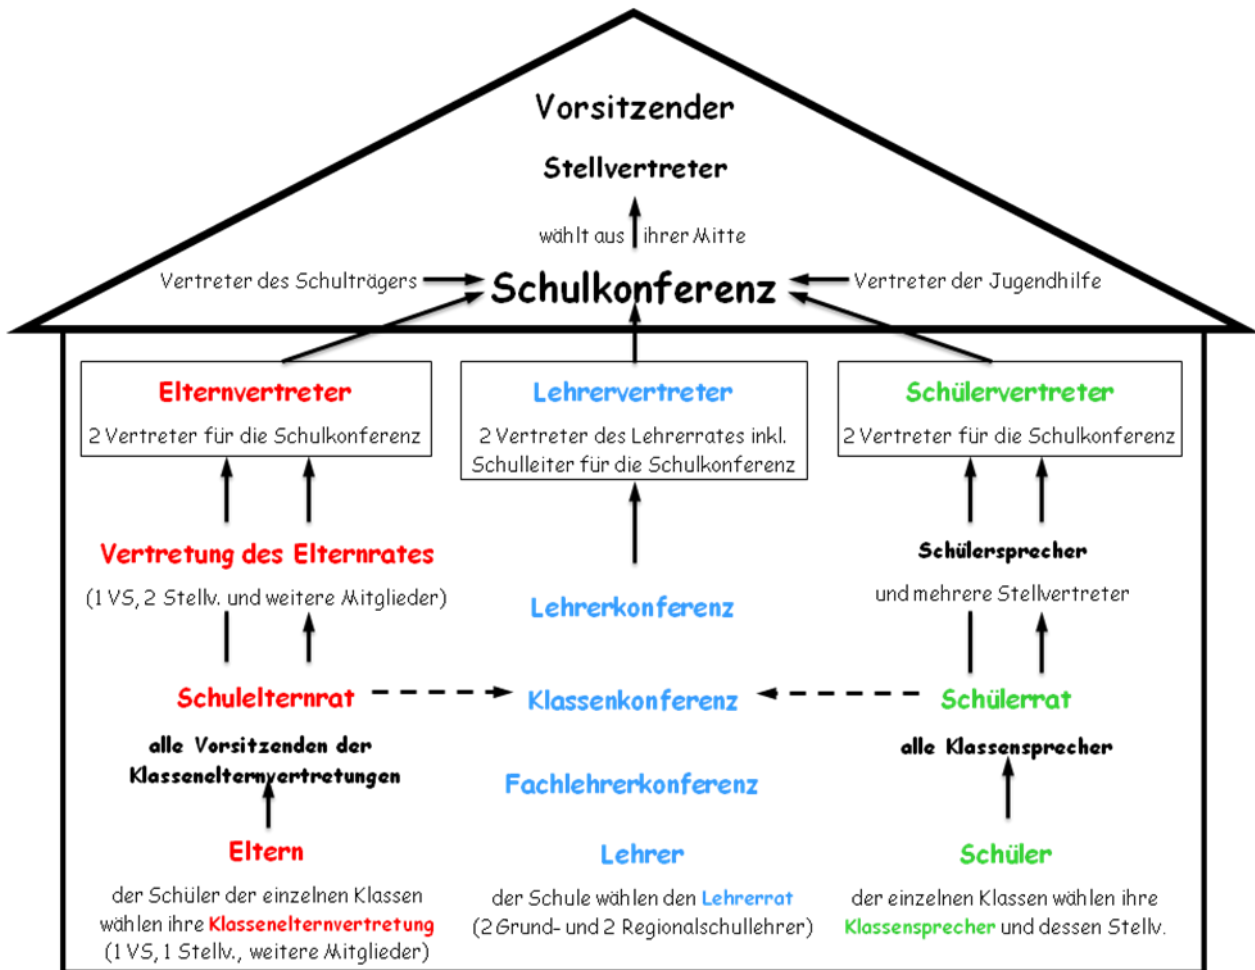 Vorsitzender
Stellvertreter
wählt aus ihrer Mitte
Vertreter des Schulträgers
Schulkonferenz
Vertreter der Jugendhilfe
Elternvertreter
2 Vertreter für die Schulkonferenz
Lehrervertreter
2 Vertreter des Lehrerrates inkl.
Schulleiter für die Schulkonferenz
Schülervertreter
2 Vertreter für die Schulkonferenz
Vertretung des Elternrates
(1 VS, 2 Stellv. und weitere Mitglieder)
Lehrerkonferenz
Schülersprecher
und mehrere Stellvertreter
Schulelternrat
alle Vorsitzenden der
Klassenelternvertretungen
Klassenkonferenz
Schülerrat
alle Klassensprecher
Fachlehrerkonferenz
Eltern
der Schüler der einzelnen Klassen
wählen ihre Klassenelternvertretung
(1 VS, 1 Stellv., weitere Mitglieder)
Lehrer
der Schule wählen den Lehrerrat
(2 Grund- und 2 Regionalschullehrer)
Schüler
der einzelnen Klassen wählen ihre
Klassensprecher und dessen Stellv.